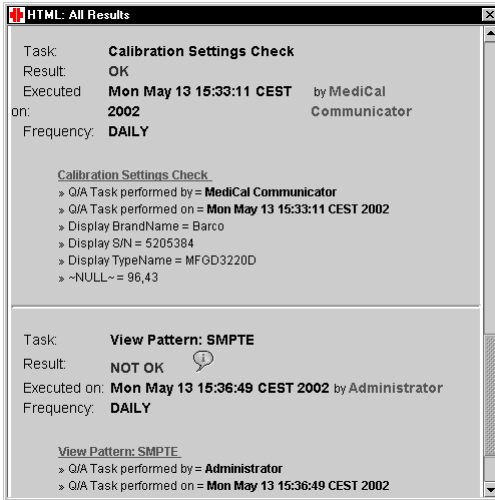 HTML: All Results
Task: Calibration Settings Check
Result: OK
Executed on: Mon May 13 15:33:11 CEST 2002 by MediCal Communicator
Frequency: DAILY
Calibration Settings Check
» Q/A Task performed by = MediCal Communicator
» Q/A Task performed on = Mon May 13 15:33:11 CEST 2002
» Display BrandName = Barco
» Display S/N = 5205384
» Display TypeName = MFGD3220D
» ~NULL~ = 96,43
Task: View Pattern: SMPTE
Result: NOT OK
Executed on: Mon May 13 15:36:49 CEST 2002 by Administrator
Frequency: DAILY
View Pattern: SMPTE
» Q/A Task performed by = Administrator
» Q/A Task performed on = Mon May 13 15:36:49 CEST 2002